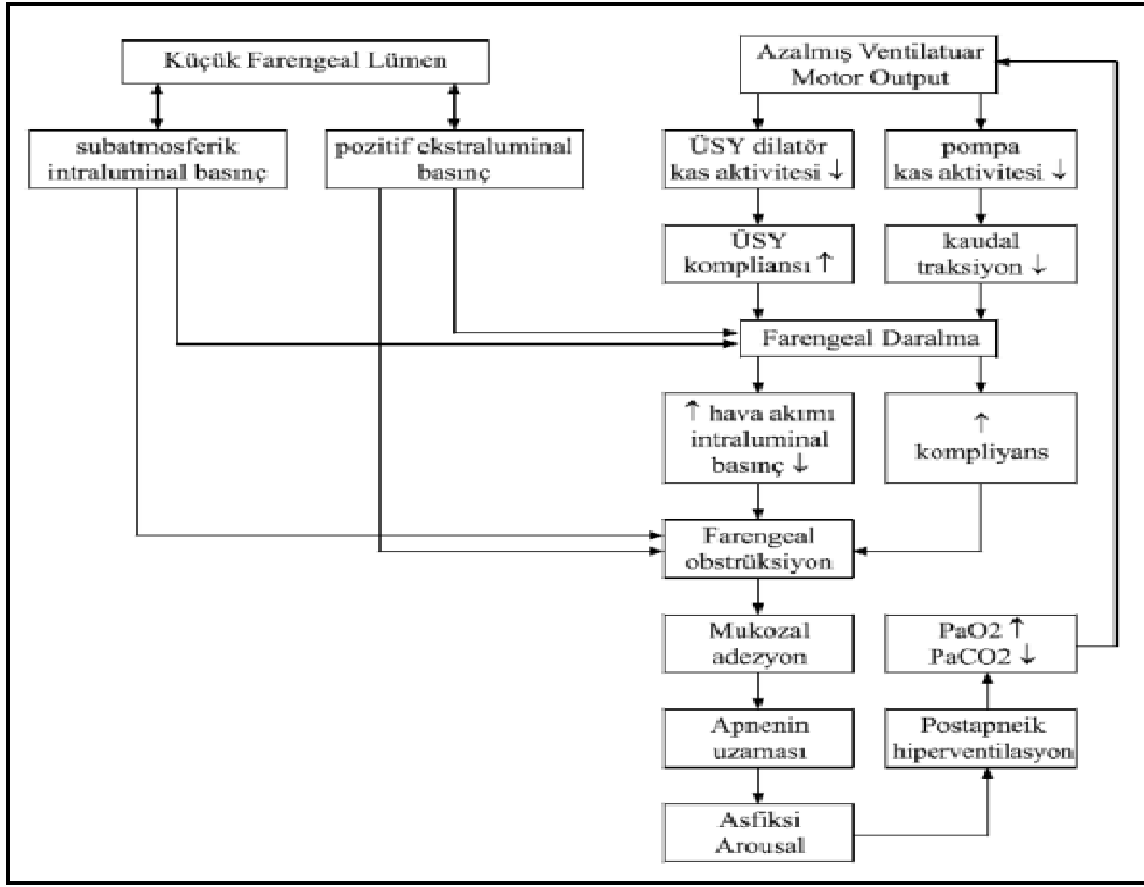 Küçük Farengeal Lümen
Azalmış Ventilatuar
Motor Output
subatmosferik
intraluminal basınç
pozitif ekstraluminal
basınç
ÜSY dilatör
kas aktivitesi ↓
pompa
kas aktivitesi ↓
ÜSY
kompliansı ↑
kaudal
traksiyon ↓
Farengeal Daralma
↑ hava akımı
intraluminal
basınç ↓
↑
kompliyans
Farengeal
obstrüksiyon
Mukozal
adezyon
PaO2 ↑
PaCO2 ↓
Apnenin
uzaması
Postapneik
hiperventilasyon
Asfiksi
Arousal